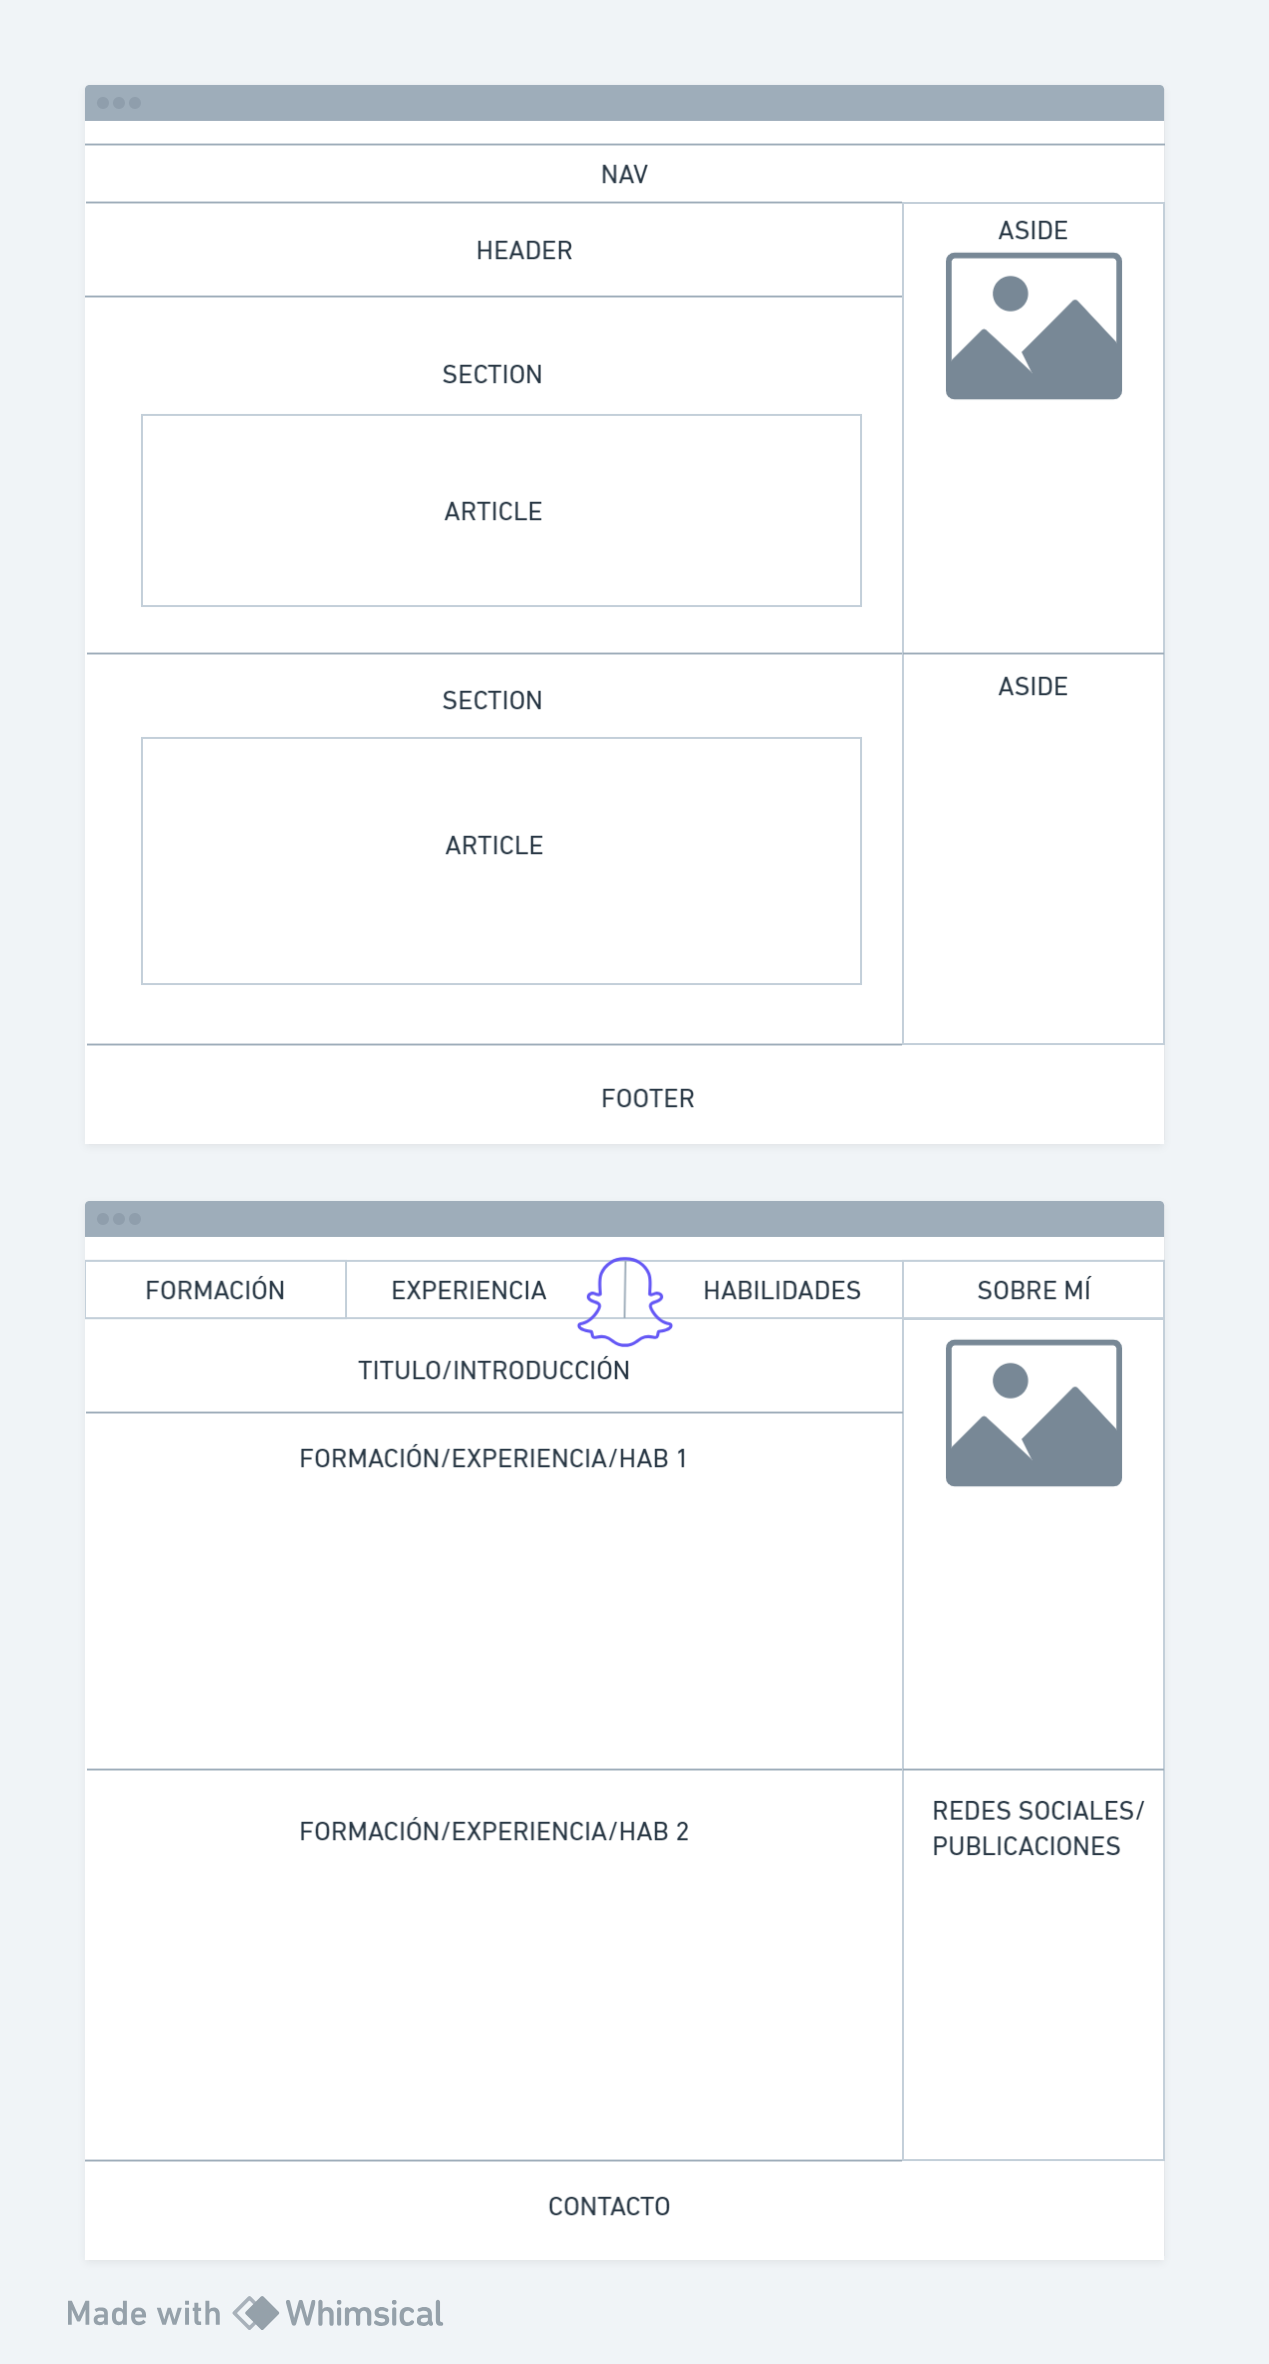 NAV
HEADER
ASIDE
SECTION
ARTICLE
SECTION
ASIDE
ARTICLE
FOOTER
FORMACIÓN
EXPERIENCIA
HABILIDADES
SOBRE MÍ
TITULO/INTRODUCCIÓN
FORMACIÓN/EXPERIENCIA/HAB 1
FORMACIÓN/EXPERIENCIA/HAB 2
REDES SOCIALES/
PUBLICACIONES
CONTACTO
Made with Whimsical